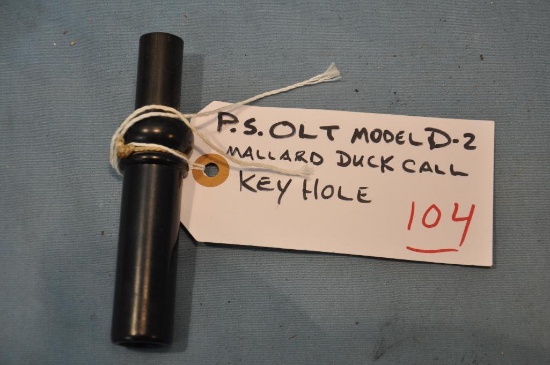 P.S. OLT MODEL D-2
MALLARD DUCK CALL
KEY HOLE
104